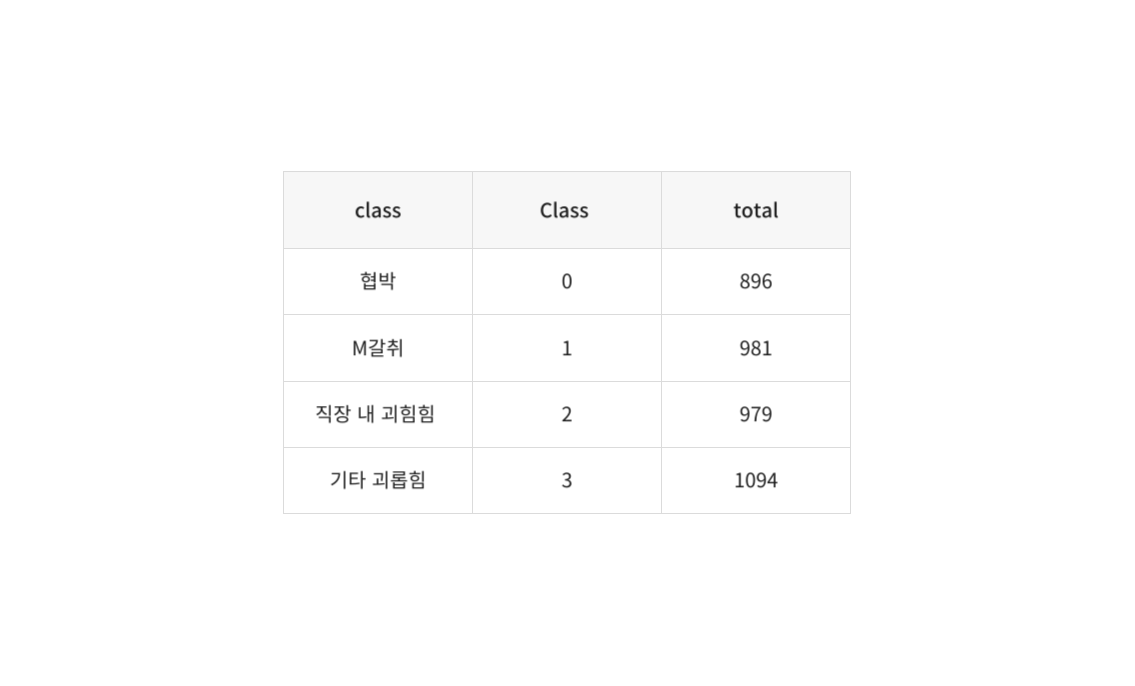 class Class total
협박 0 896
M갈취 1 981
직장 내 괴힘힘 2 979
기타 괴롭힘 3 1094